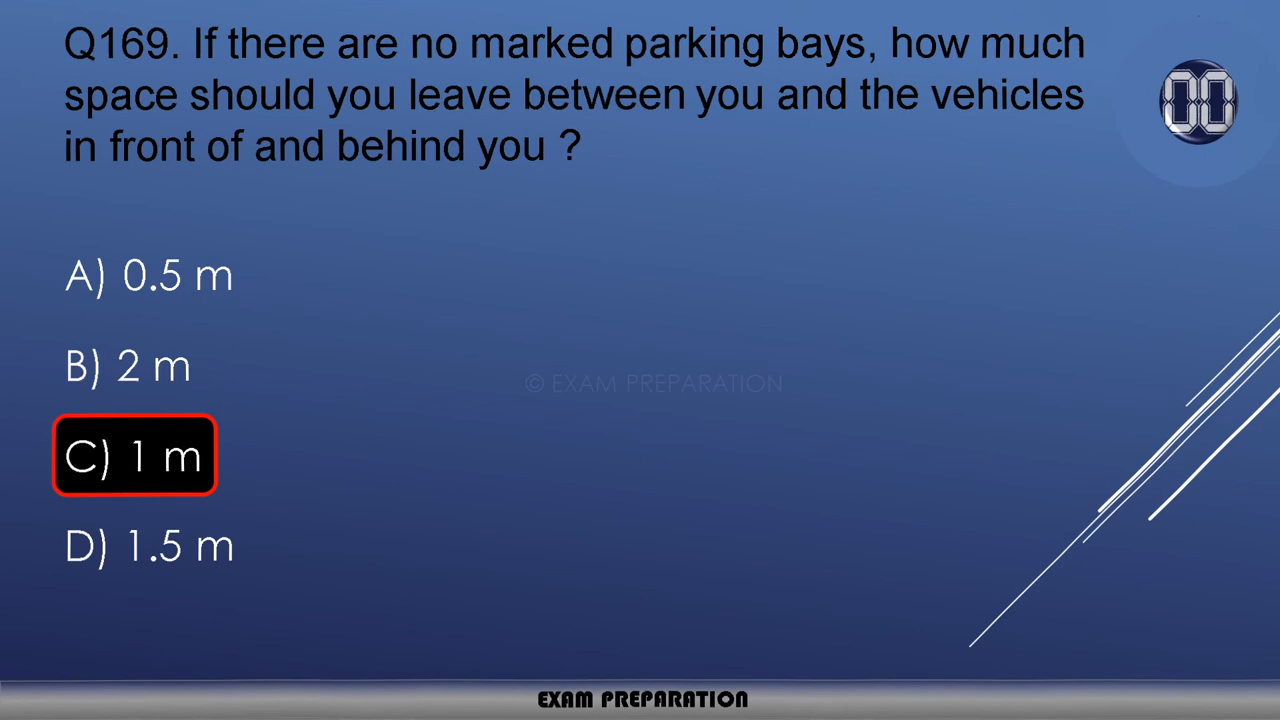 Q169. If there are no marked parking bays, how much
space should you leave between you and the vehicles
in front of and behind you ?
00
A) 0.5 m
B) 2 m
© EXAM PREPARATION
C) 1 m
D) 1.5 m
EXAM PREPARATION